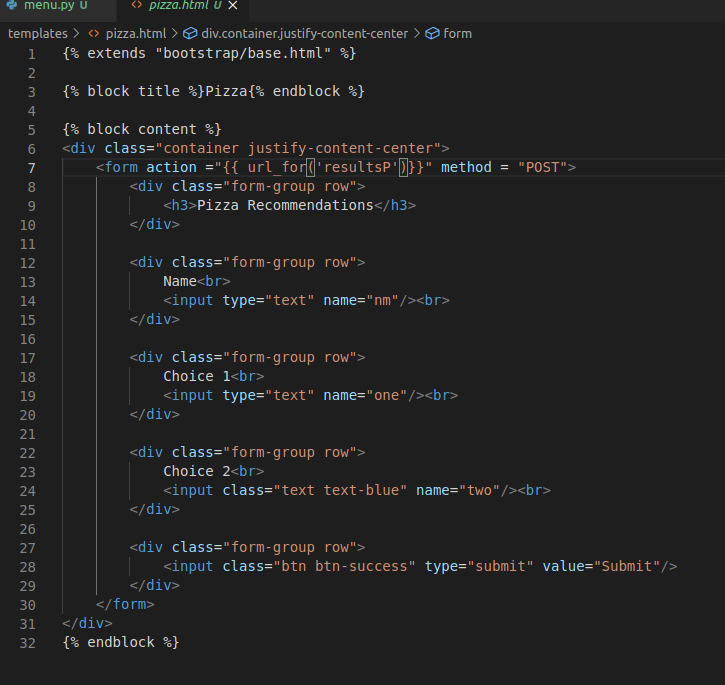 menu.py U
<> pizza.html U ×
templates > <> pizza.html > div.container.justify-content-center > form
1 {% extends "bootstrap/base.html" %}
2
3 {% block title %}Pizza{% endblock %}
4
5 {% block content %}
6 <div class="container justify-content-center">
7     <form action ="{{ url_for('resultsP')}}" method = "POST">
8         <div class="form-group row">
9             <h3>Pizza Recommendations</h3>
10         </div>
11
12         <div class="form-group row">
13             Name<br>
14             <input type="text" name="nm"/><br>
15         </div>
16
17         <div class="form-group row">
18             Choice 1<br>
19             <input type="text" name="one"/><br>
20         </div>
21
22         <div class="form-group row">
23             Choice 2<br>
24             <input class="text text-blue" name="two"/><br>
25         </div>
26
27         <div class="form-group row">
28             <input class="btn btn-success" type="submit" value="Submit"/>
29         </div>
30     </form>
31 </div>
32 {% endblock %}